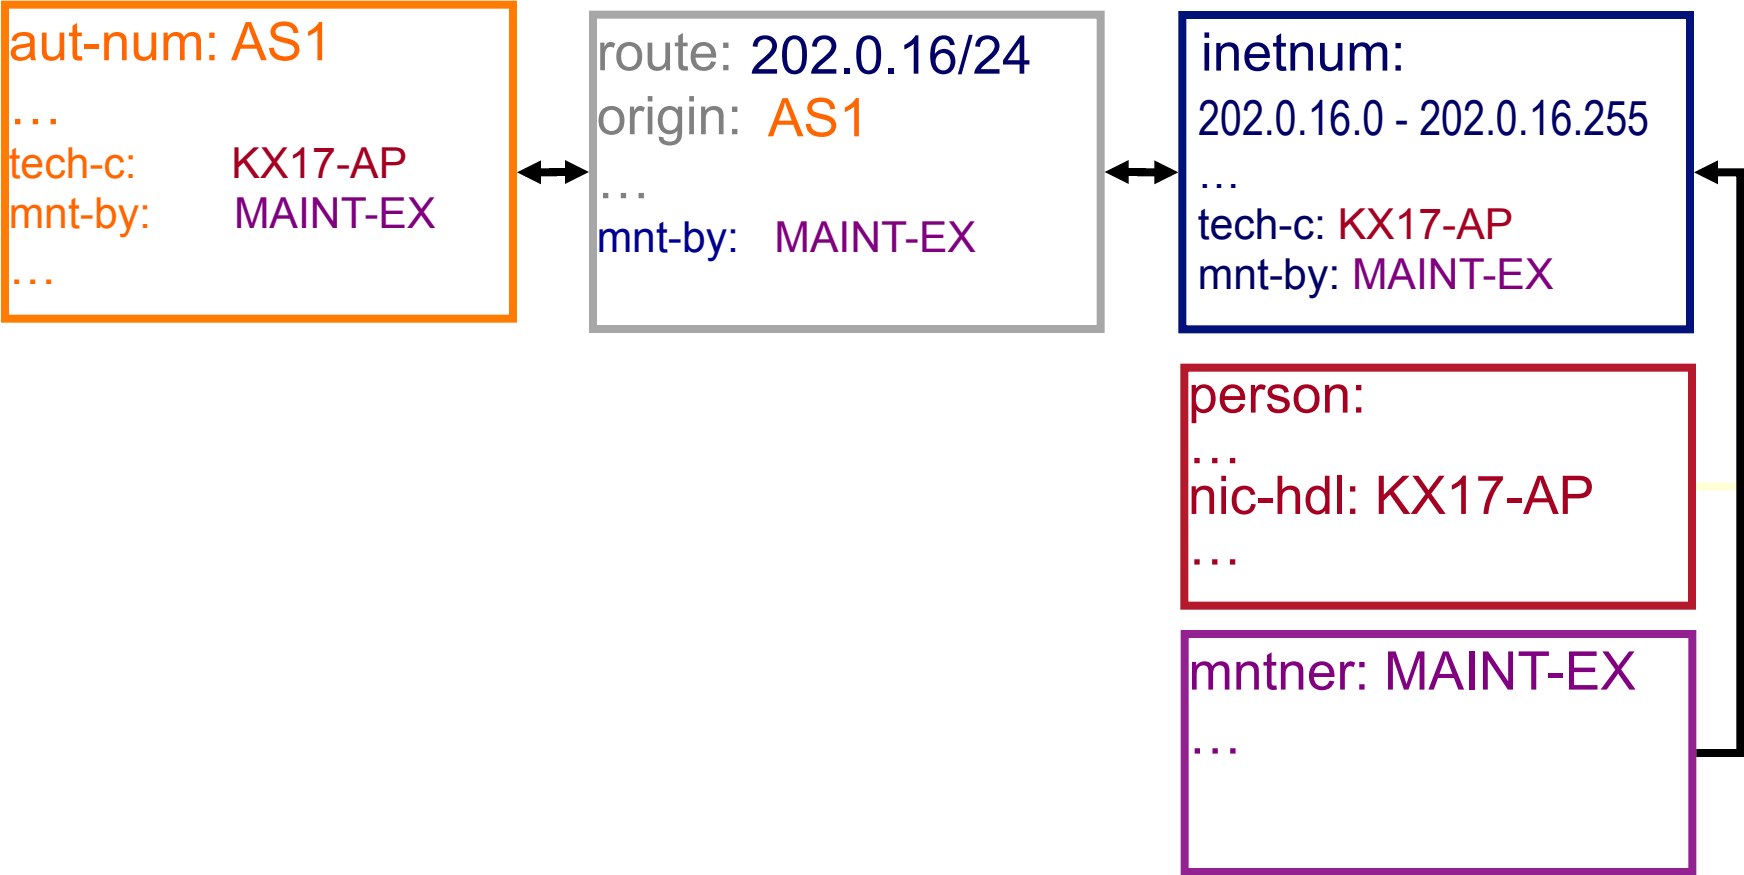 aut-num: AS1
…
tech-c: KX17-AP
mnt-by: MAINT-EX
…
route: 202.0.16/24
origin: AS1
…
mnt-by: MAINT-EX
inetnum:
202.0.16.0 - 202.0.16.255
…
tech-c: KX17-AP
mnt-by: MAINT-EX
person:
…
nic-hdl: KX17-AP
…
mntner: MAINT-EX
…